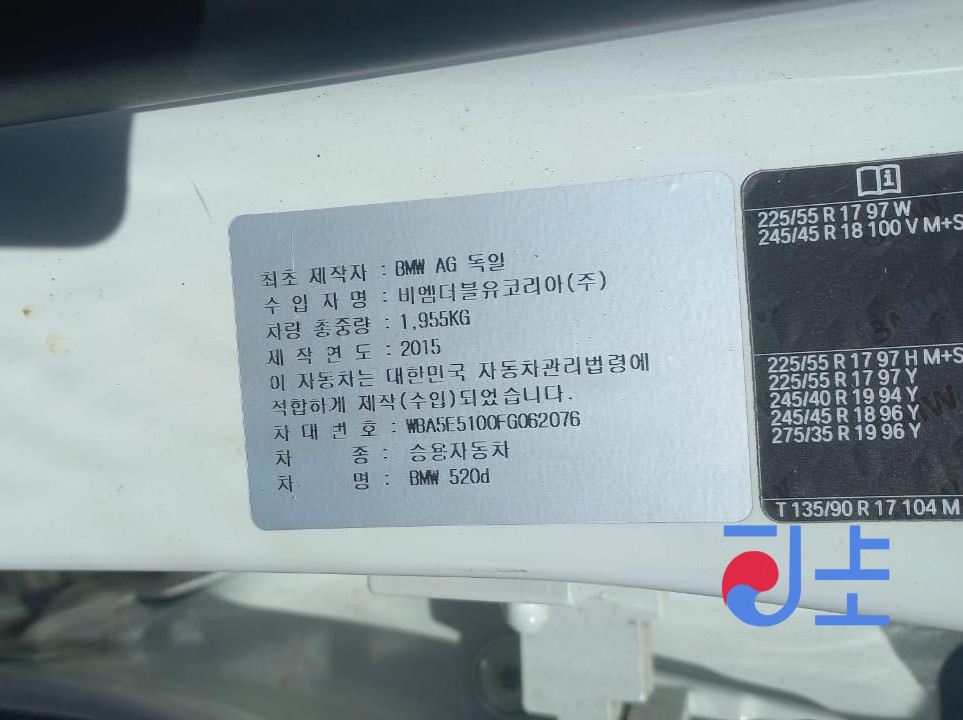 최초 제작자 : BMW AG 독일
수 입 자 명 : 비엠더블유코리아(주)
차량 총중량 : 1,955KG
제 작 연 도 : 2015
이 자동차는 대한민국 자동차관리법령에
적합하게 제작(수입)되었습니다.
차 대 번 호 : WBA5E5100FG062076
차 종 : 승용자동차
차 명 : BMW 520d
225/55 R 17 97 W
245/45 R 18 100 V M+S
225/55 R 17 97 H M+S
225/55 R 17 97 Y
245/40 R 19 94 Y
245/45 R 18 96 Y
275/35 R 19 96 Y
T 135/90 R 17 104 M